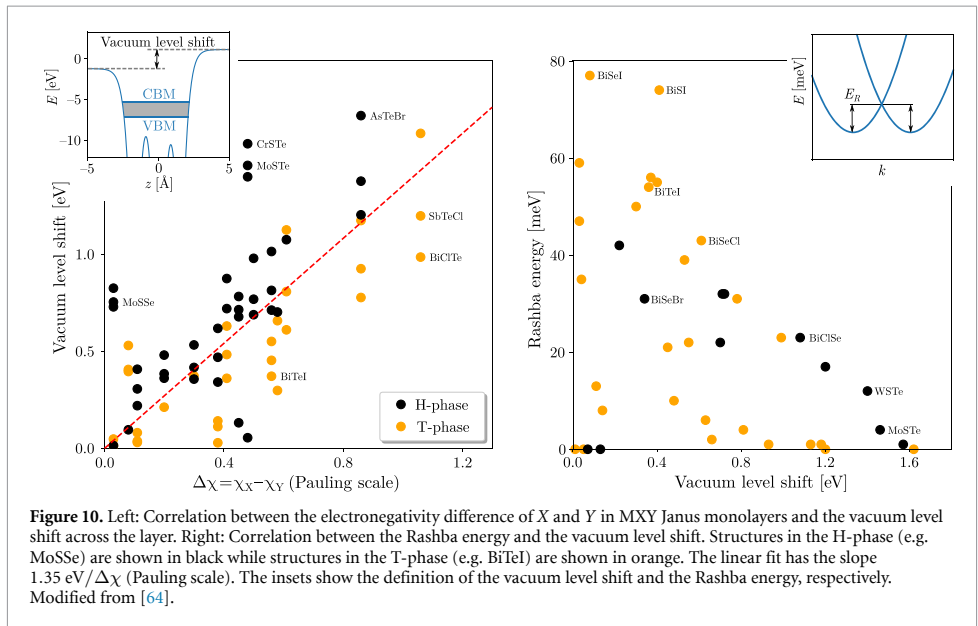 Vacuum level shift
0
−5
−10
E [eV]
CBM
VBM
−5
0
5
z [Å]
CrSTe
MoSTe
AsTeBr
SbTeCl
BiClTe
MoSSe
BiTeI
1.0
0.5
0.0
Vacuum level shift [eV]
0.0
0.4
0.8
1.2
Δχ=χX−χY (Pauling scale)
H-phase
T-phase
80
60
40
20
0
Rashba energy [meV]
BiSeI
BiSI
BiTeI
BiSeCl
BiSeBr
BiClSe
WSTe
MoSTe
E [meV]
ER
k
0.0
0.4
0.8
1.2
1.6
Vacuum level shift [eV]
Figure 10. Left: Correlation between the electronegativity difference of X and Y in MXY Janus monolayers and the vacuum level
shift across the layer. Right: Correlation between the Rashba energy and the vacuum level shift. Structures in the H-phase (e.g.
MoSSe) are shown in black while structures in the T-phase (e.g. BiTeI) are shown in orange. The linear fit has the slope
1.35 eV/Δχ (Pauling scale). The insets show the definition of the vacuum level shift and the Rashba energy, respectively.
Modified from [64].